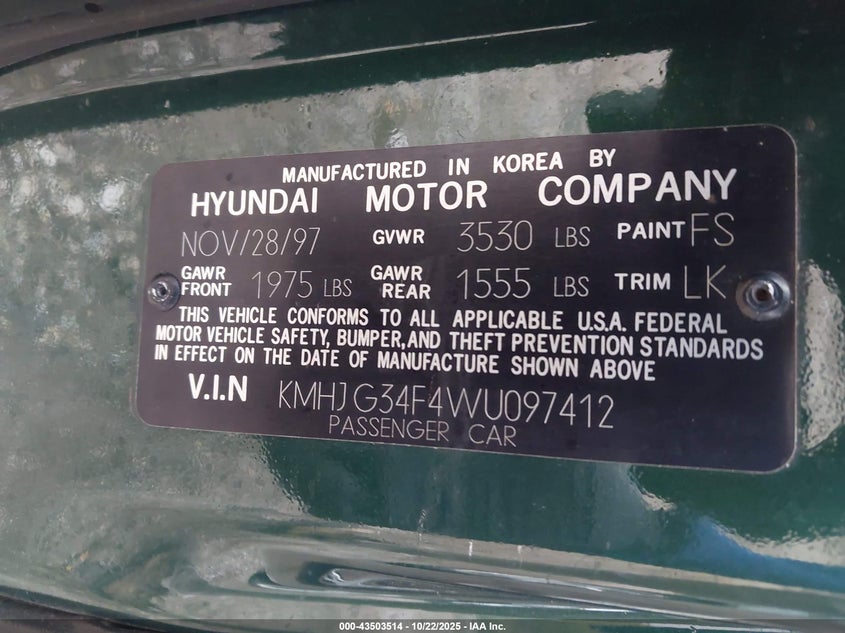 MANUFACTURED IN KOREA BY
HYUNDAI MOTOR COMPANY
NOV/28/97 GVWR 3530 LBS PAINT FS
GAWR FRONT 1975 LBS GAWR REAR 1555 LBS TRIM LK
THIS VEHICLE CONFORMS TO ALL APPLICABLE U.S.A. FEDERAL
MOTOR VEHICLE SAFETY, BUMPER, AND THEFT PREVENTION STANDARDS
IN EFFECT ON THE DATE OF MANUFACTURE SHOWN ABOVE
V.I.N KMHJG34F4WU097412
PASSENGER CAR
000-43503514 - 10/22/2025 - IAA Inc.